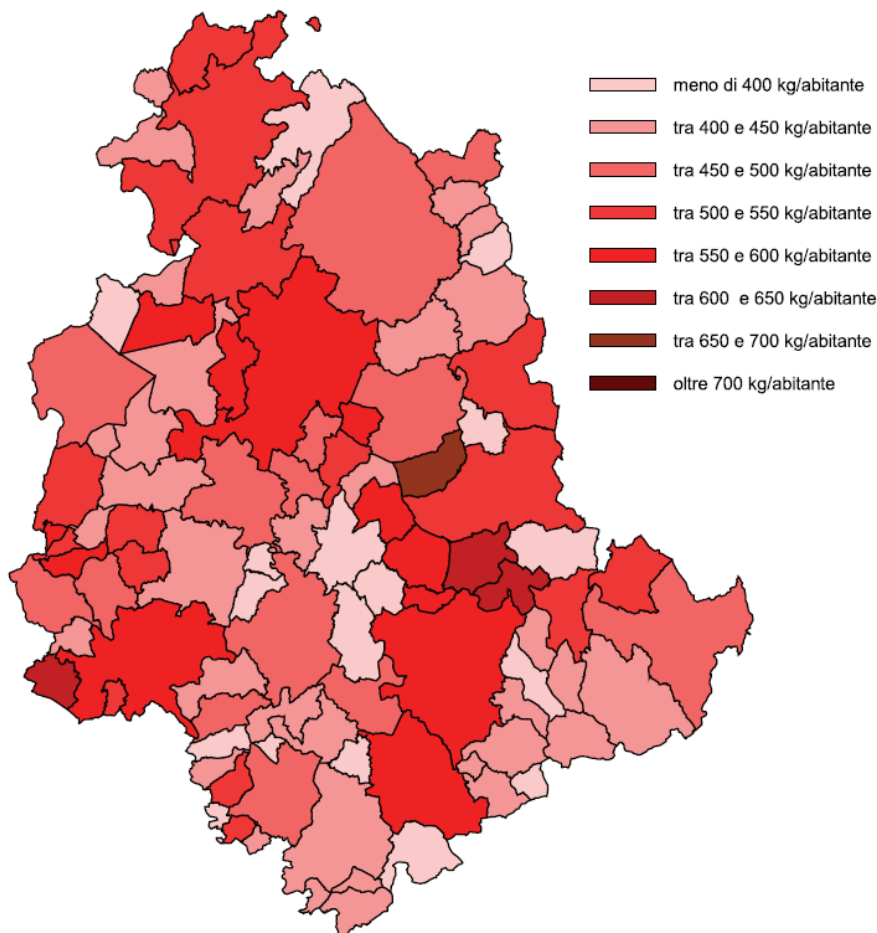 meno di 400 kg/abitante
tra 400 e 450 kg/abitante
tra 450 e 500 kg/abitante
tra 500 e 550 kg/abitante
tra 550 e 600 kg/abitante
tra 600 e 650 kg/abitante
tra 650 e 700 kg/abitante
oltre 700 kg/abitante